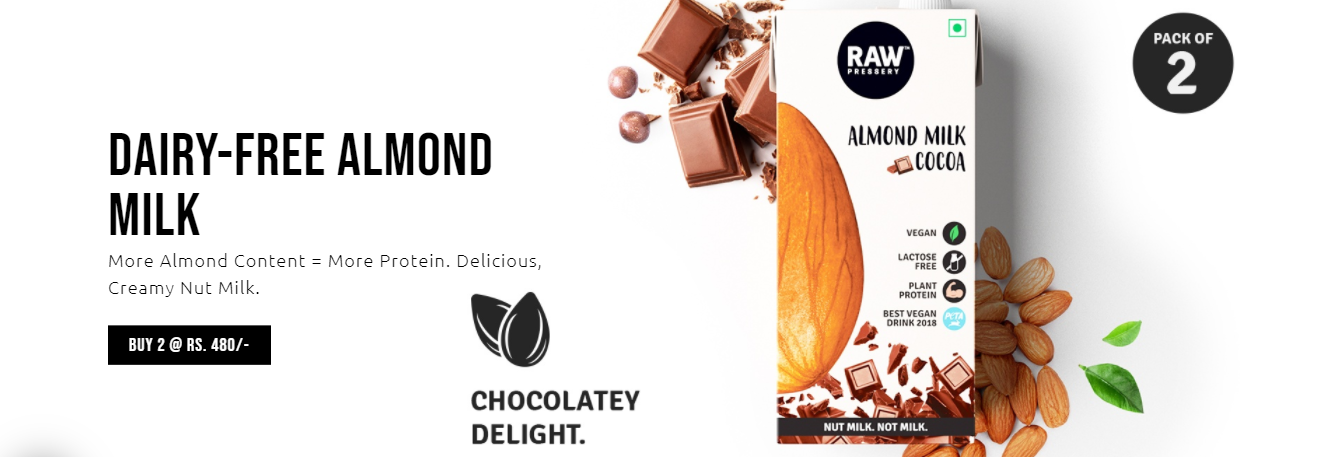 DAIRY-FREE ALMOND
MILK
More Almond Content = More Protein. Delicious,
Creamy Nut Milk.
BUY 2 @ RS. 480/-
CHOCOLATEY
DELIGHT.
RAW™
PRESSERY
ALMOND MILK
COCOA
VEGAN
LACTOSE
FREE
PLANT
PROTEIN
BEST VEGAN
DRINK 2018
PeTA
NUT MILK. NOT MILK.
PACK OF
2